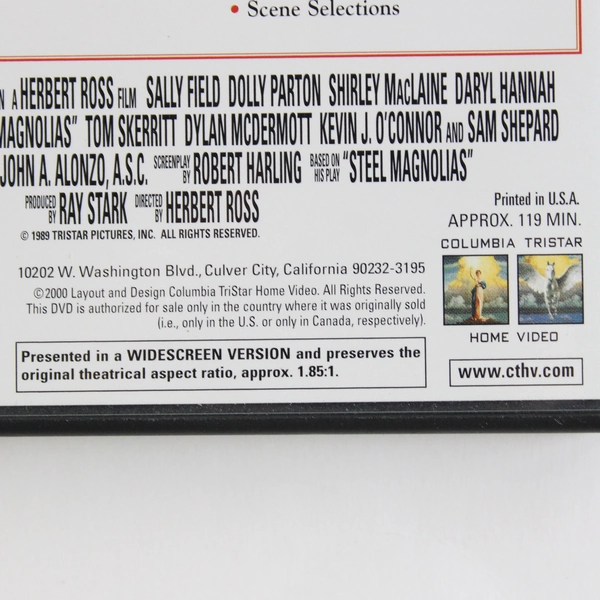 • Scene Selections
N A HERBERT ROSS FILM SALLY FIELD DOLLY PARTON SHIRLEY MACLAINE DARYL HANNAH
MAGNOLIAS" TOM SKERRITT DYLAN MCDERMOTT KEVIN J. O'CONNOR AND SAM SHEPARD
JOHN A. ALONZO, A.S.C. SCREENPLAY BY ROBERT HARLING BASED ON HIS PLAY "STEEL MAGNOLIAS"
PRODUCED BY RAY STARK DIRECTED BY HERBERT ROSS
© 1989 TRISTAR PICTURES, INC. ALL RIGHTS RESERVED.
Printed in U.S.A.
APPROX. 119 MIN.
COLUMBIA TRISTAR
HOME VIDEO
10202 W. Washington Blvd., Culver City, California 90232-3195
©2000 Layout and Design Columbia TriStar Home Video. All Rights Reserved.
This DVD is authorized for sale only in the country where it was originally sold
(i.e., only in the U.S. or only in Canada, respectively).
Presented in a WIDESCREEN VERSION and preserves the
original theatrical aspect ratio, approx. 1.85:1.
www.cthv.com